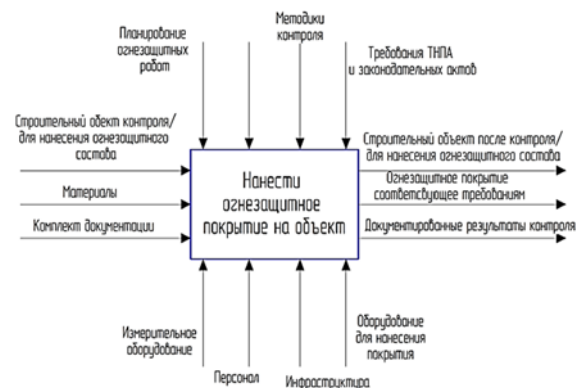 Методики
контроля
Планирование
огнезащитных
работ
Требования ТНПА
и законодательных актов
Строительный обект контроля/
для нанесения огнезащитного
состава
Материалы
Комплект документации
Нанести
огнезащитное
покрытие на объект
Строительный объект после контроля/
для нанесения огнезащитного состава
Огнезащитное покрытие
соответсвующее требованиям
Документированные результаты контроля
Измерительное
оборудование
Персонал
Инфраструктура
Оборудование
для нанесения
покрытия